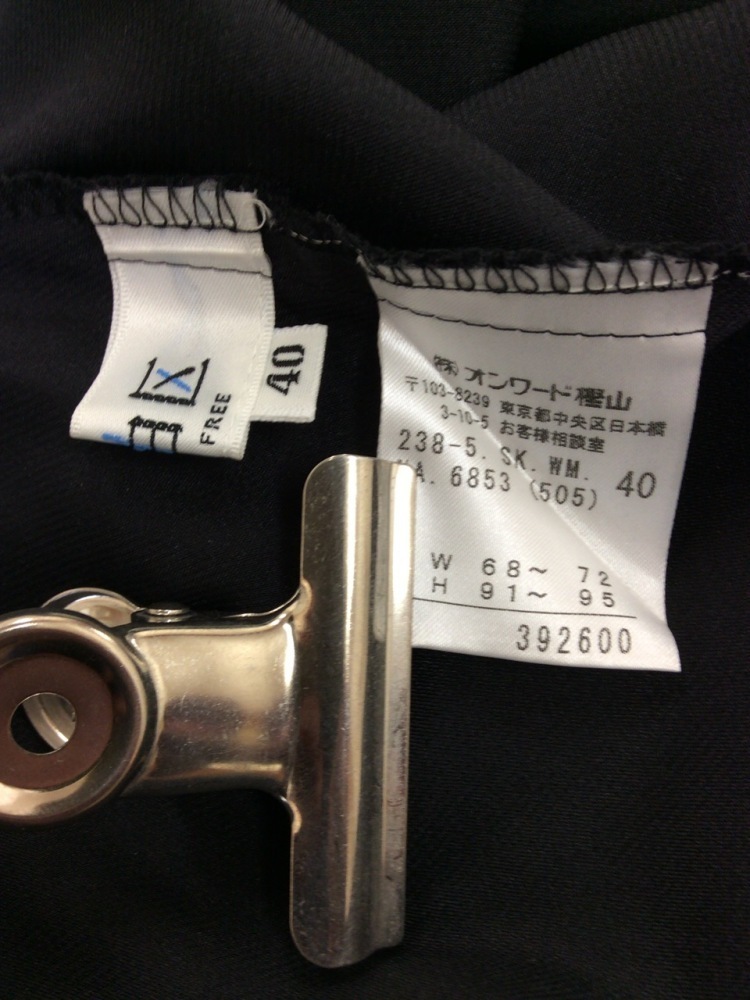 FREE
区
40
(株)オンワード樫山
〒103-8239 東京都中央区日本橋
3-10-5 お客様相談室
238-5. SK. WM.
A. 6853 (505) 40
W 68~ 72
H 91~ 95
392600